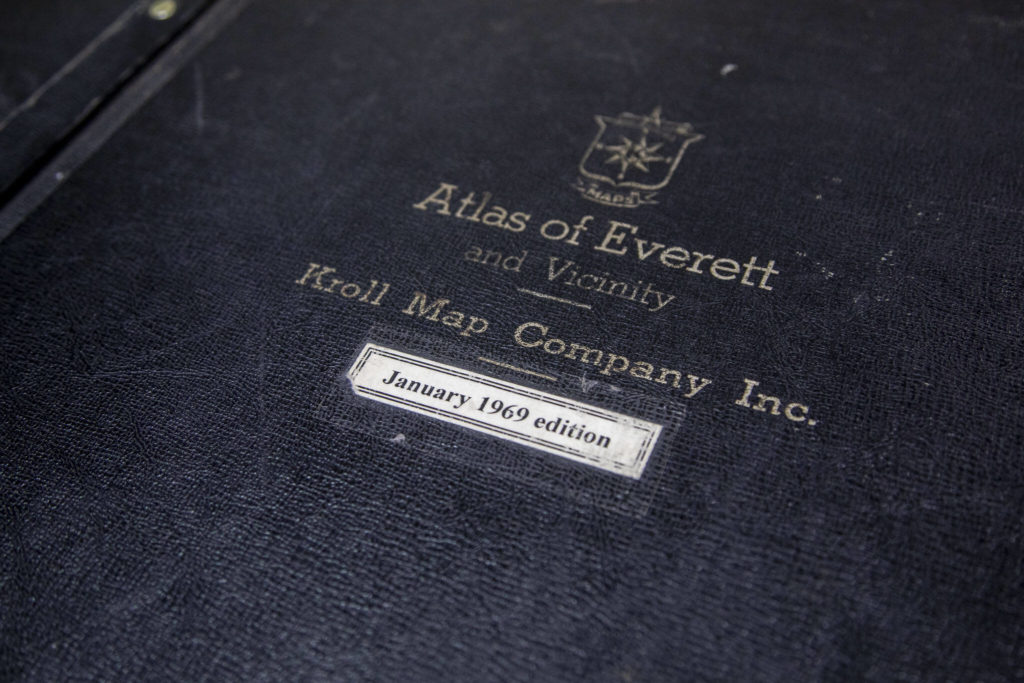 MAPS
Atlas of Everett
and Vicinity
Kroll Map Company Inc.
January 1969 edition